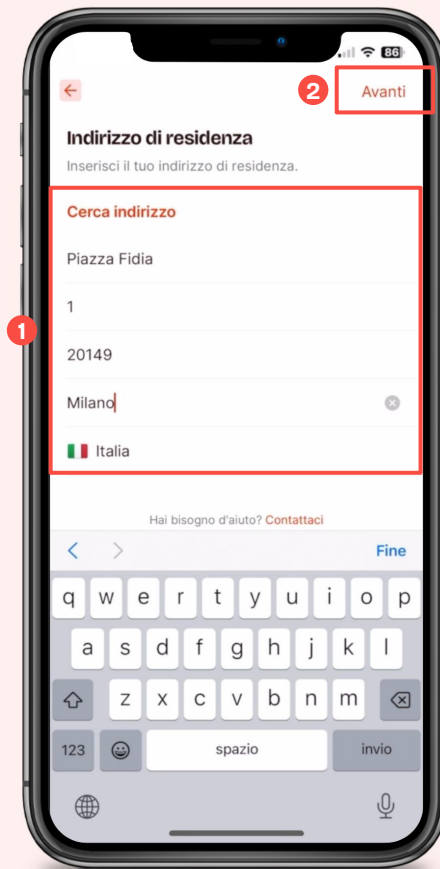 86
2
Avanti
Indirizzo di residenza
Inserisci il tuo indirizzo di residenza.
Cerca indirizzo
Piazza Fidia
1
1
20149
Milano
Italia
Hai bisogno d'aiuto? Contattaci
Fine
q w e r t y u i o p
a s d f g h j k l
z x c v b n m
123 spazio invio